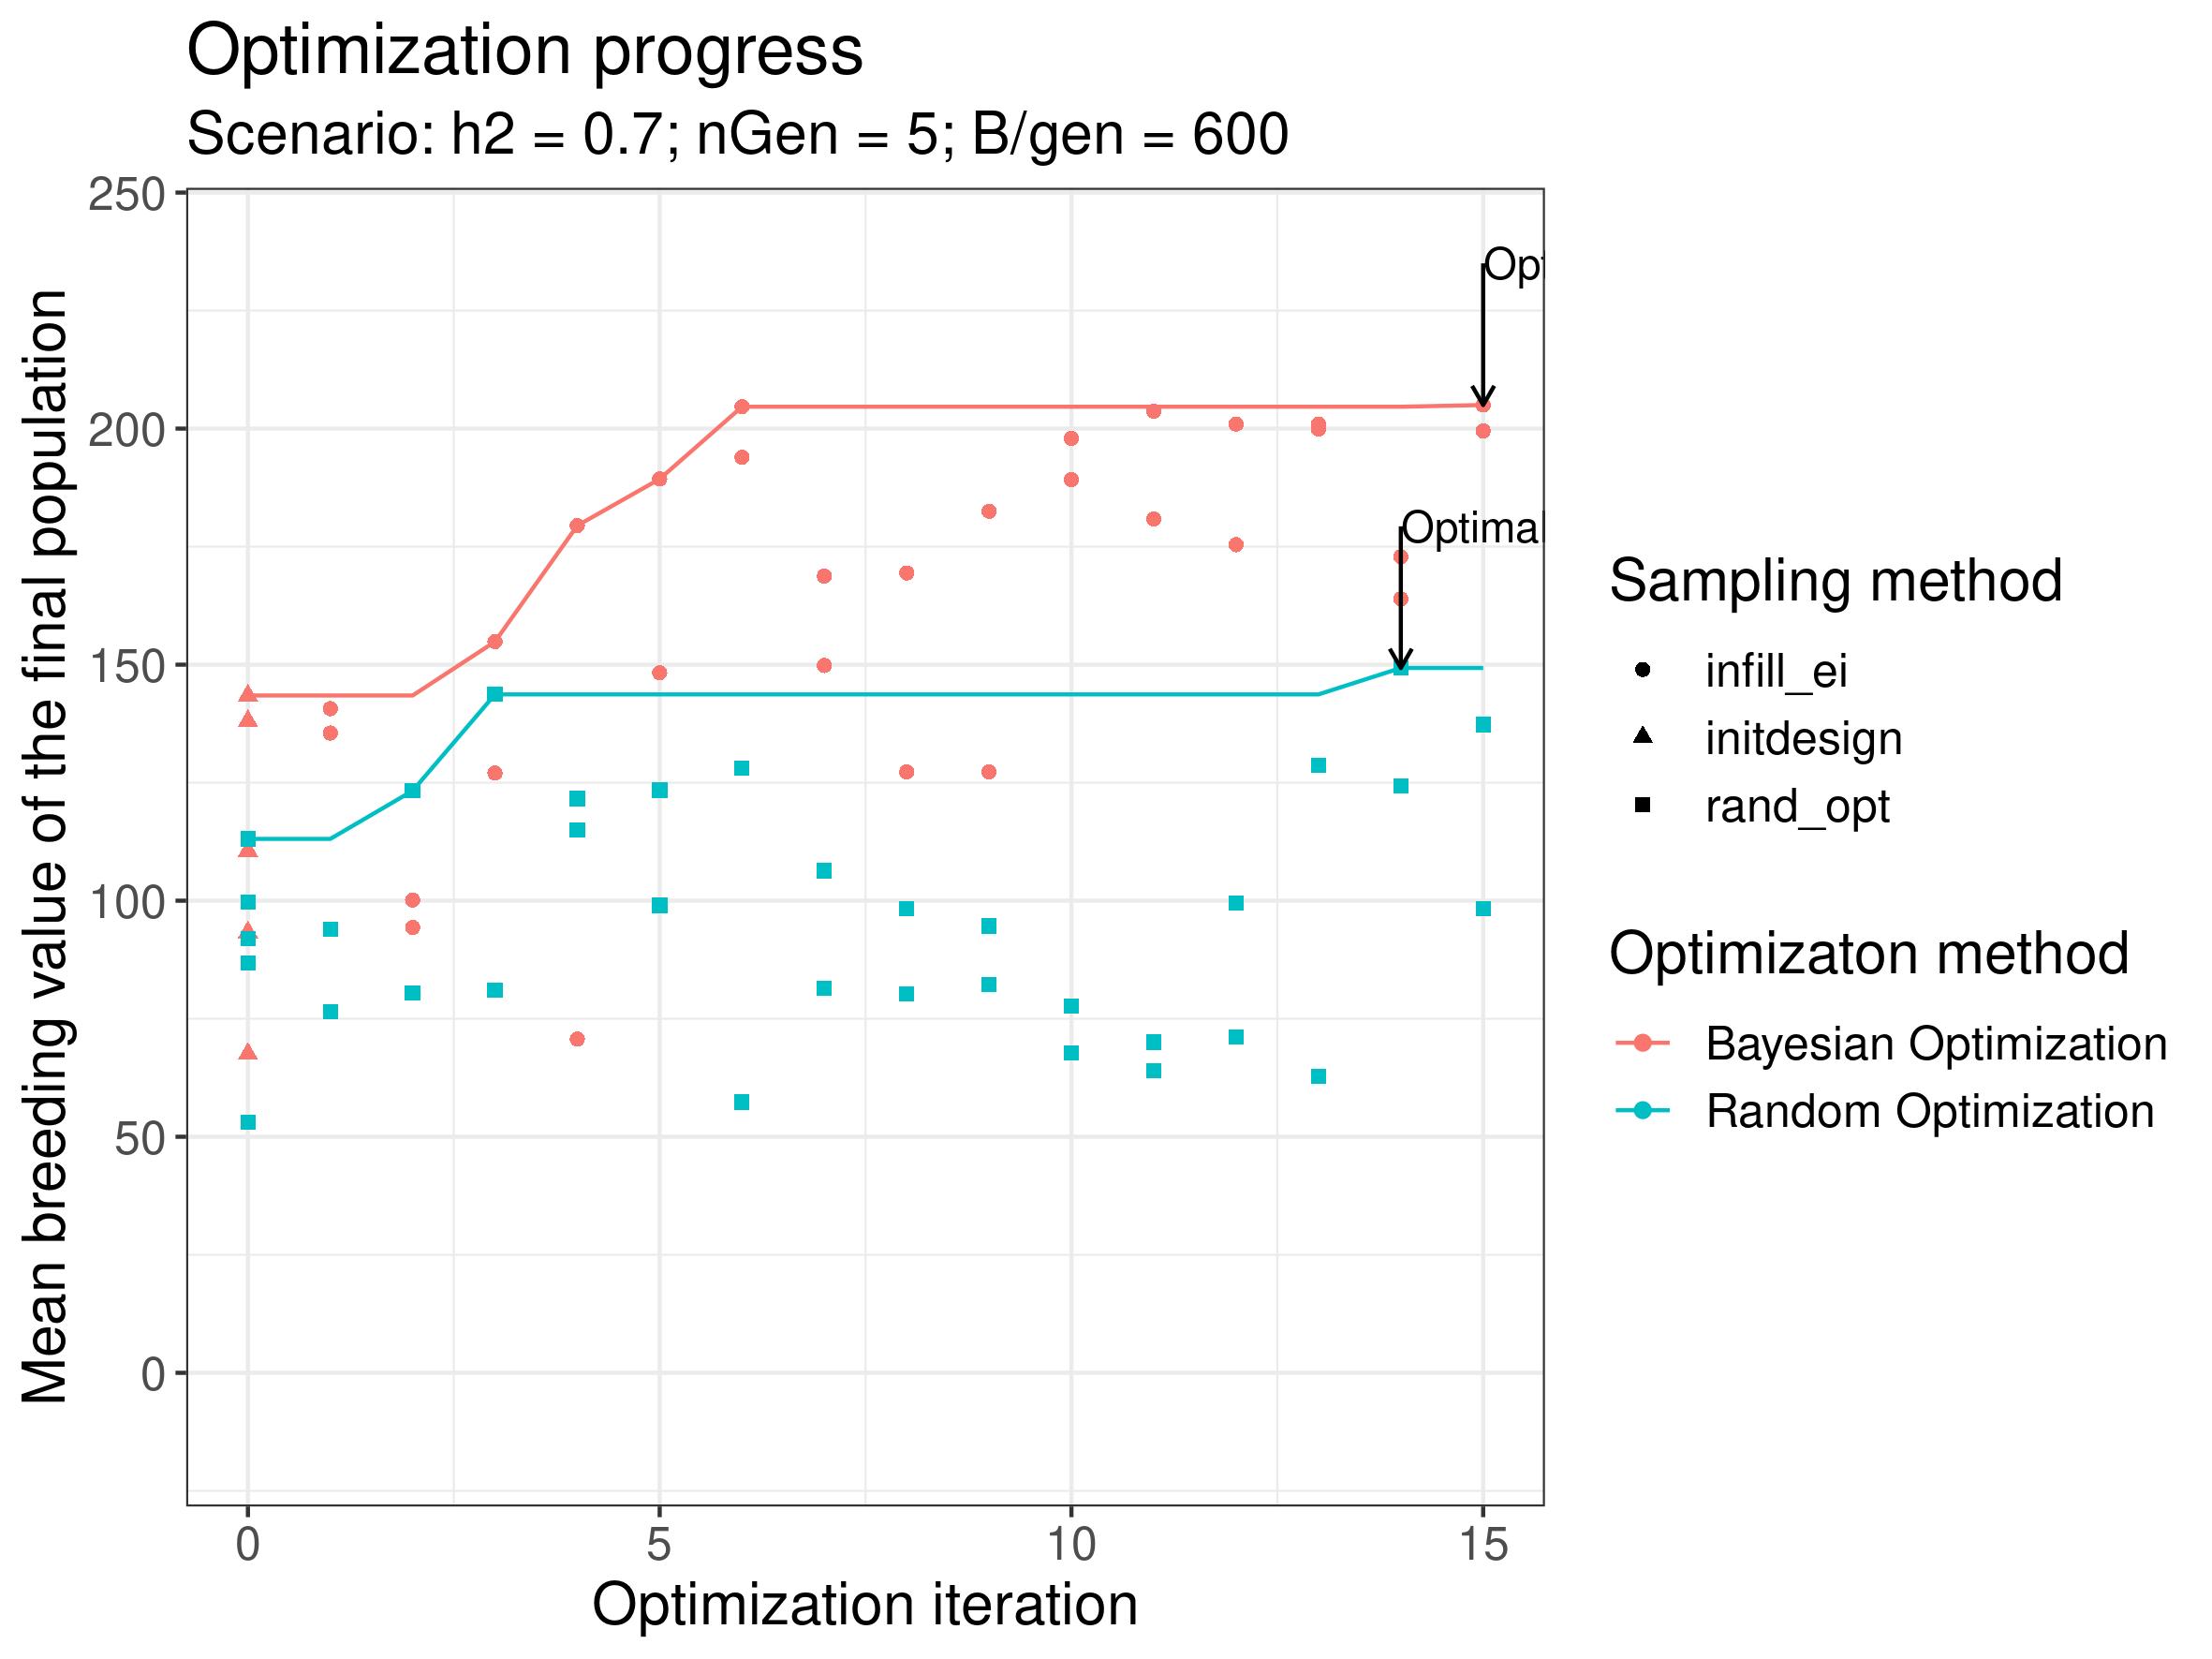 Optimization progress
Scenario: h2 = 0.7; nGen = 5; B/gen = 600
Mean breeding value of the final population
250
200
150
100
50
0
Optimal
0
5
10
15
Optimization iteration
Sampling method
infill_ei
initdesign
rand_opt
Optimizaton method
Bayesian Optimization
Random Optimization